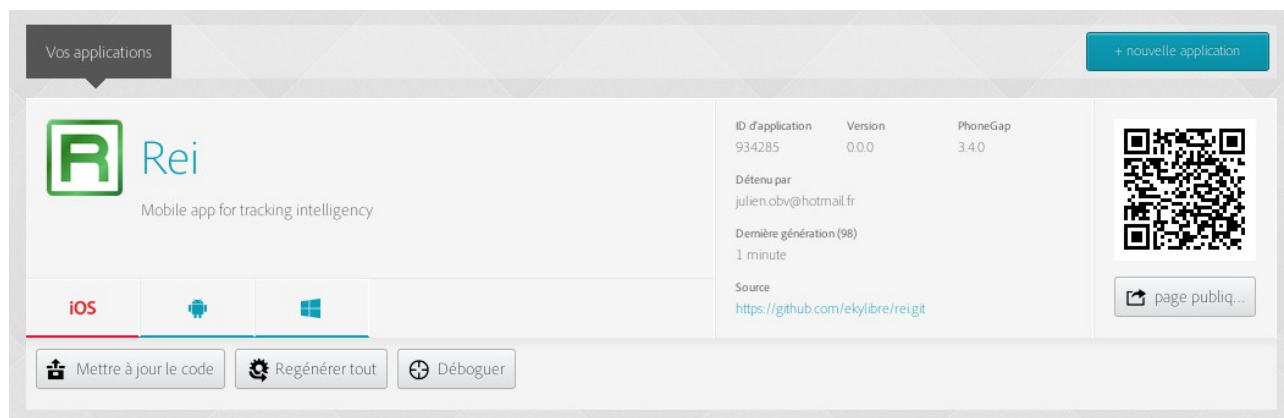 Vos applications
+ nouvelle application
R
Rei
Mobile app for tracking intelligency
ID d'application Version PhoneGap
934285 0.0.0 3.4.0
Détenu par
julien.obv@hotmail.fr
Dernière génération (98)
1 minute
Source
https://github.com/ekylibre/rei.git
iOS
page publiq...
Mettre à jour le code
Regénérer tout
Déboguer